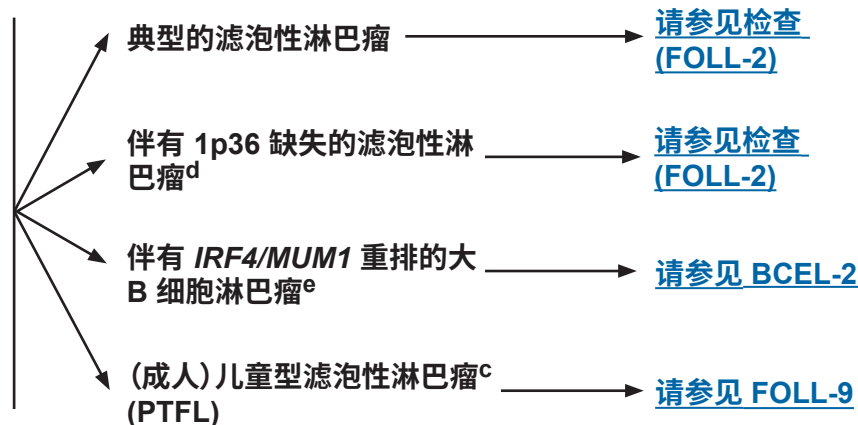 典型的滤泡性淋巴瘤
请参见检查
(FOLL-2)
伴有 1p36 缺失的滤泡性淋
巴瘤d
请参见检查
(FOLL-2)
伴有 IRF4/MUM1 重排的大
B 细胞淋巴瘤e
请参见 BCEL-2
（成人）儿童型滤泡性淋巴瘤c
(PTFL)
请参见 FOLL-9